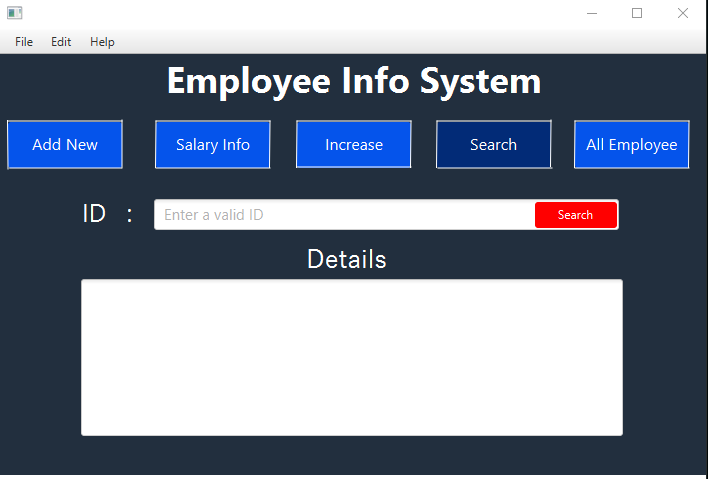 File Edit Help
Employee Info System
Add New Salary Info Increase Search All Employee
ID : Enter a valid ID Search
Details